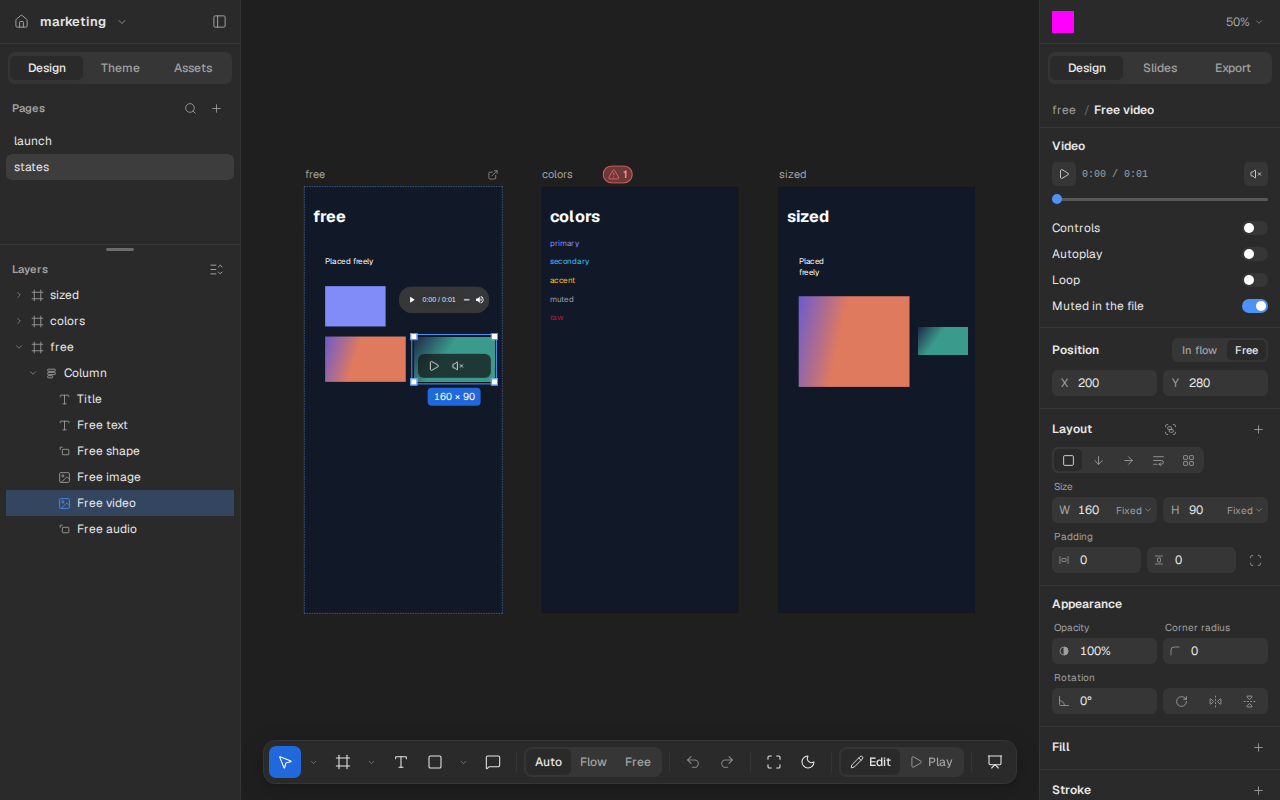 marketing
Design
Theme
Assets
Pages
launch
states
Layers
sized
colors
free
Column
Title
Free text
Free shape
Free image
Free video
Free audio
free
free
Placed freely
0:00 / 0:01
160 × 90
colors
1
colors
primary
secondary
accent
muted
raw
sized
sized
Placed
freely
Auto
Flow
Free
Edit
Play
50%
Design
Slides
Export
free / Free video
Video
0:00 / 0:01
Controls
Autoplay
Loop
Muted in the file
Position
In flow
Free
X 200
Y 280
Layout
Size
W 160 Fixed
H 90 Fixed
Padding
0
0
Appearance
Opacity
Corner radius
100%
0
Rotation
0°
Fill
Stroke